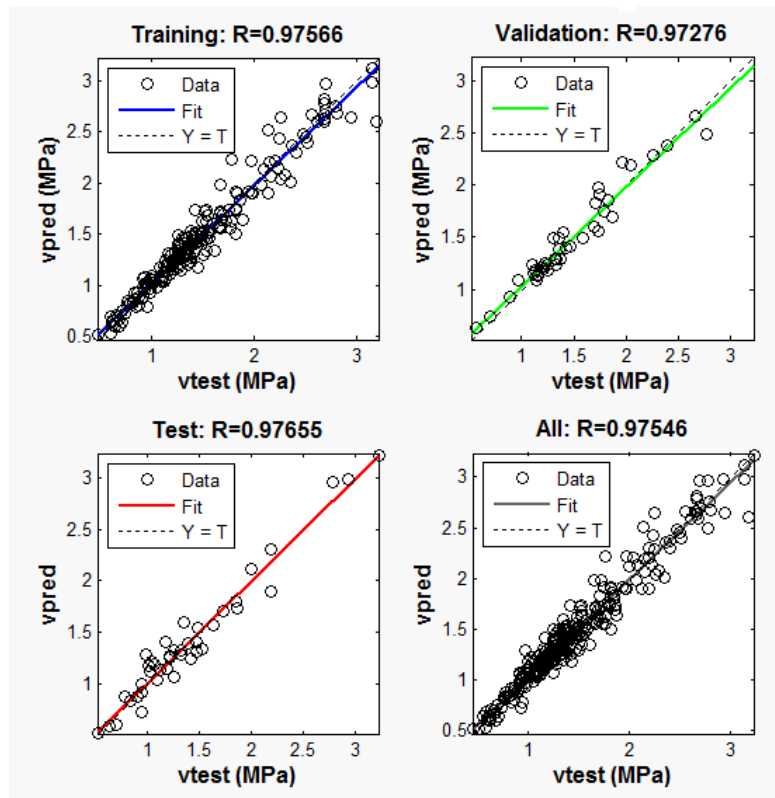 Training: R=0.97566
Data
Fit
Y = T
3
2.5
2
1.5
1
0.5
1
2
3
vpred (MPa)
vtest (MPa)
Validation: R=0.97276
Data
Fit
Y = T
3
2.5
2
1.5
1
1
1.5
2
2.5
3
vpred (MPa)
vtest (MPa)
Test: R=0.97655
Data
Fit
Y = T
3
2.5
2
1.5
1
1
1.5
2
2.5
3
vpred
vtest (MPa)
All: R=0.97546
Data
Fit
Y = T
3
2.5
2
1.5
1
0.5
1
2
3
vpred
vtest (MPa)